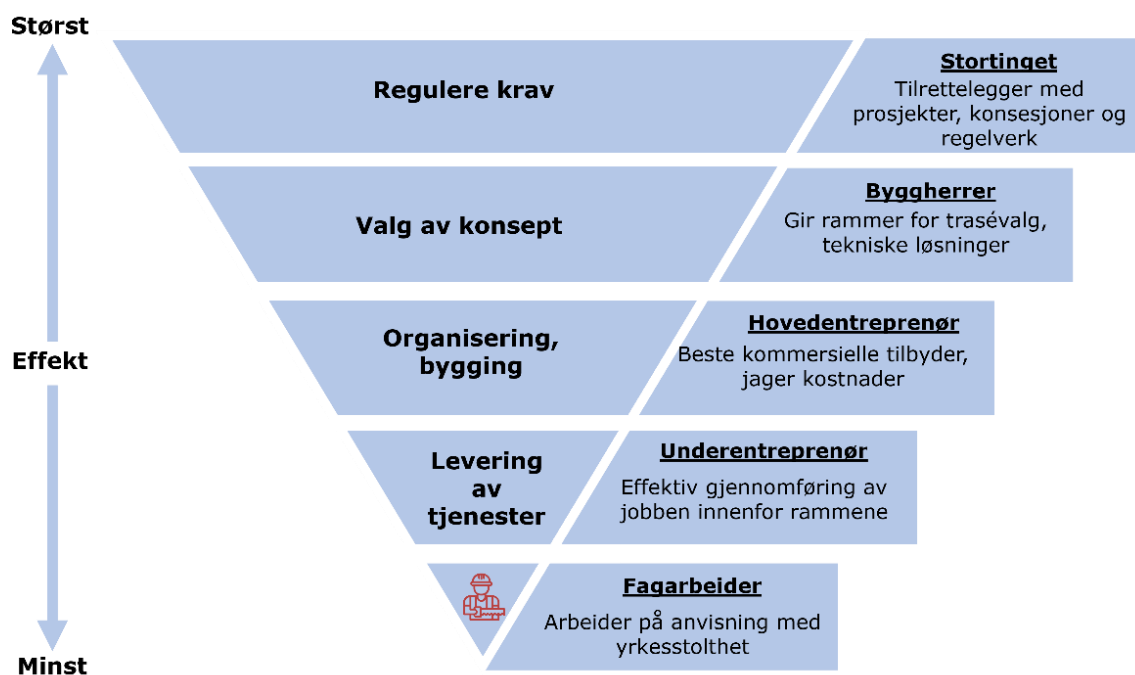 Størst
Regulere krav
Stortinget
Tilrettelegger med
prosjekter, konsesjoner og
regelverk
Valg av konsept
Byggherrer
Gir rammer for trasévalg,
tekniske løsninger
Effekt
Organisering,
bygging
Hovedentreprenør
Beste kommersielle tilbyder,
jager kostnader
Levering
av
tjenester
Underentreprenør
Effektiv gjennomføring av
jobben innenfor rammene
Fagarbeider
Arbeider på anvisning med
yrkesstolthet
Minst